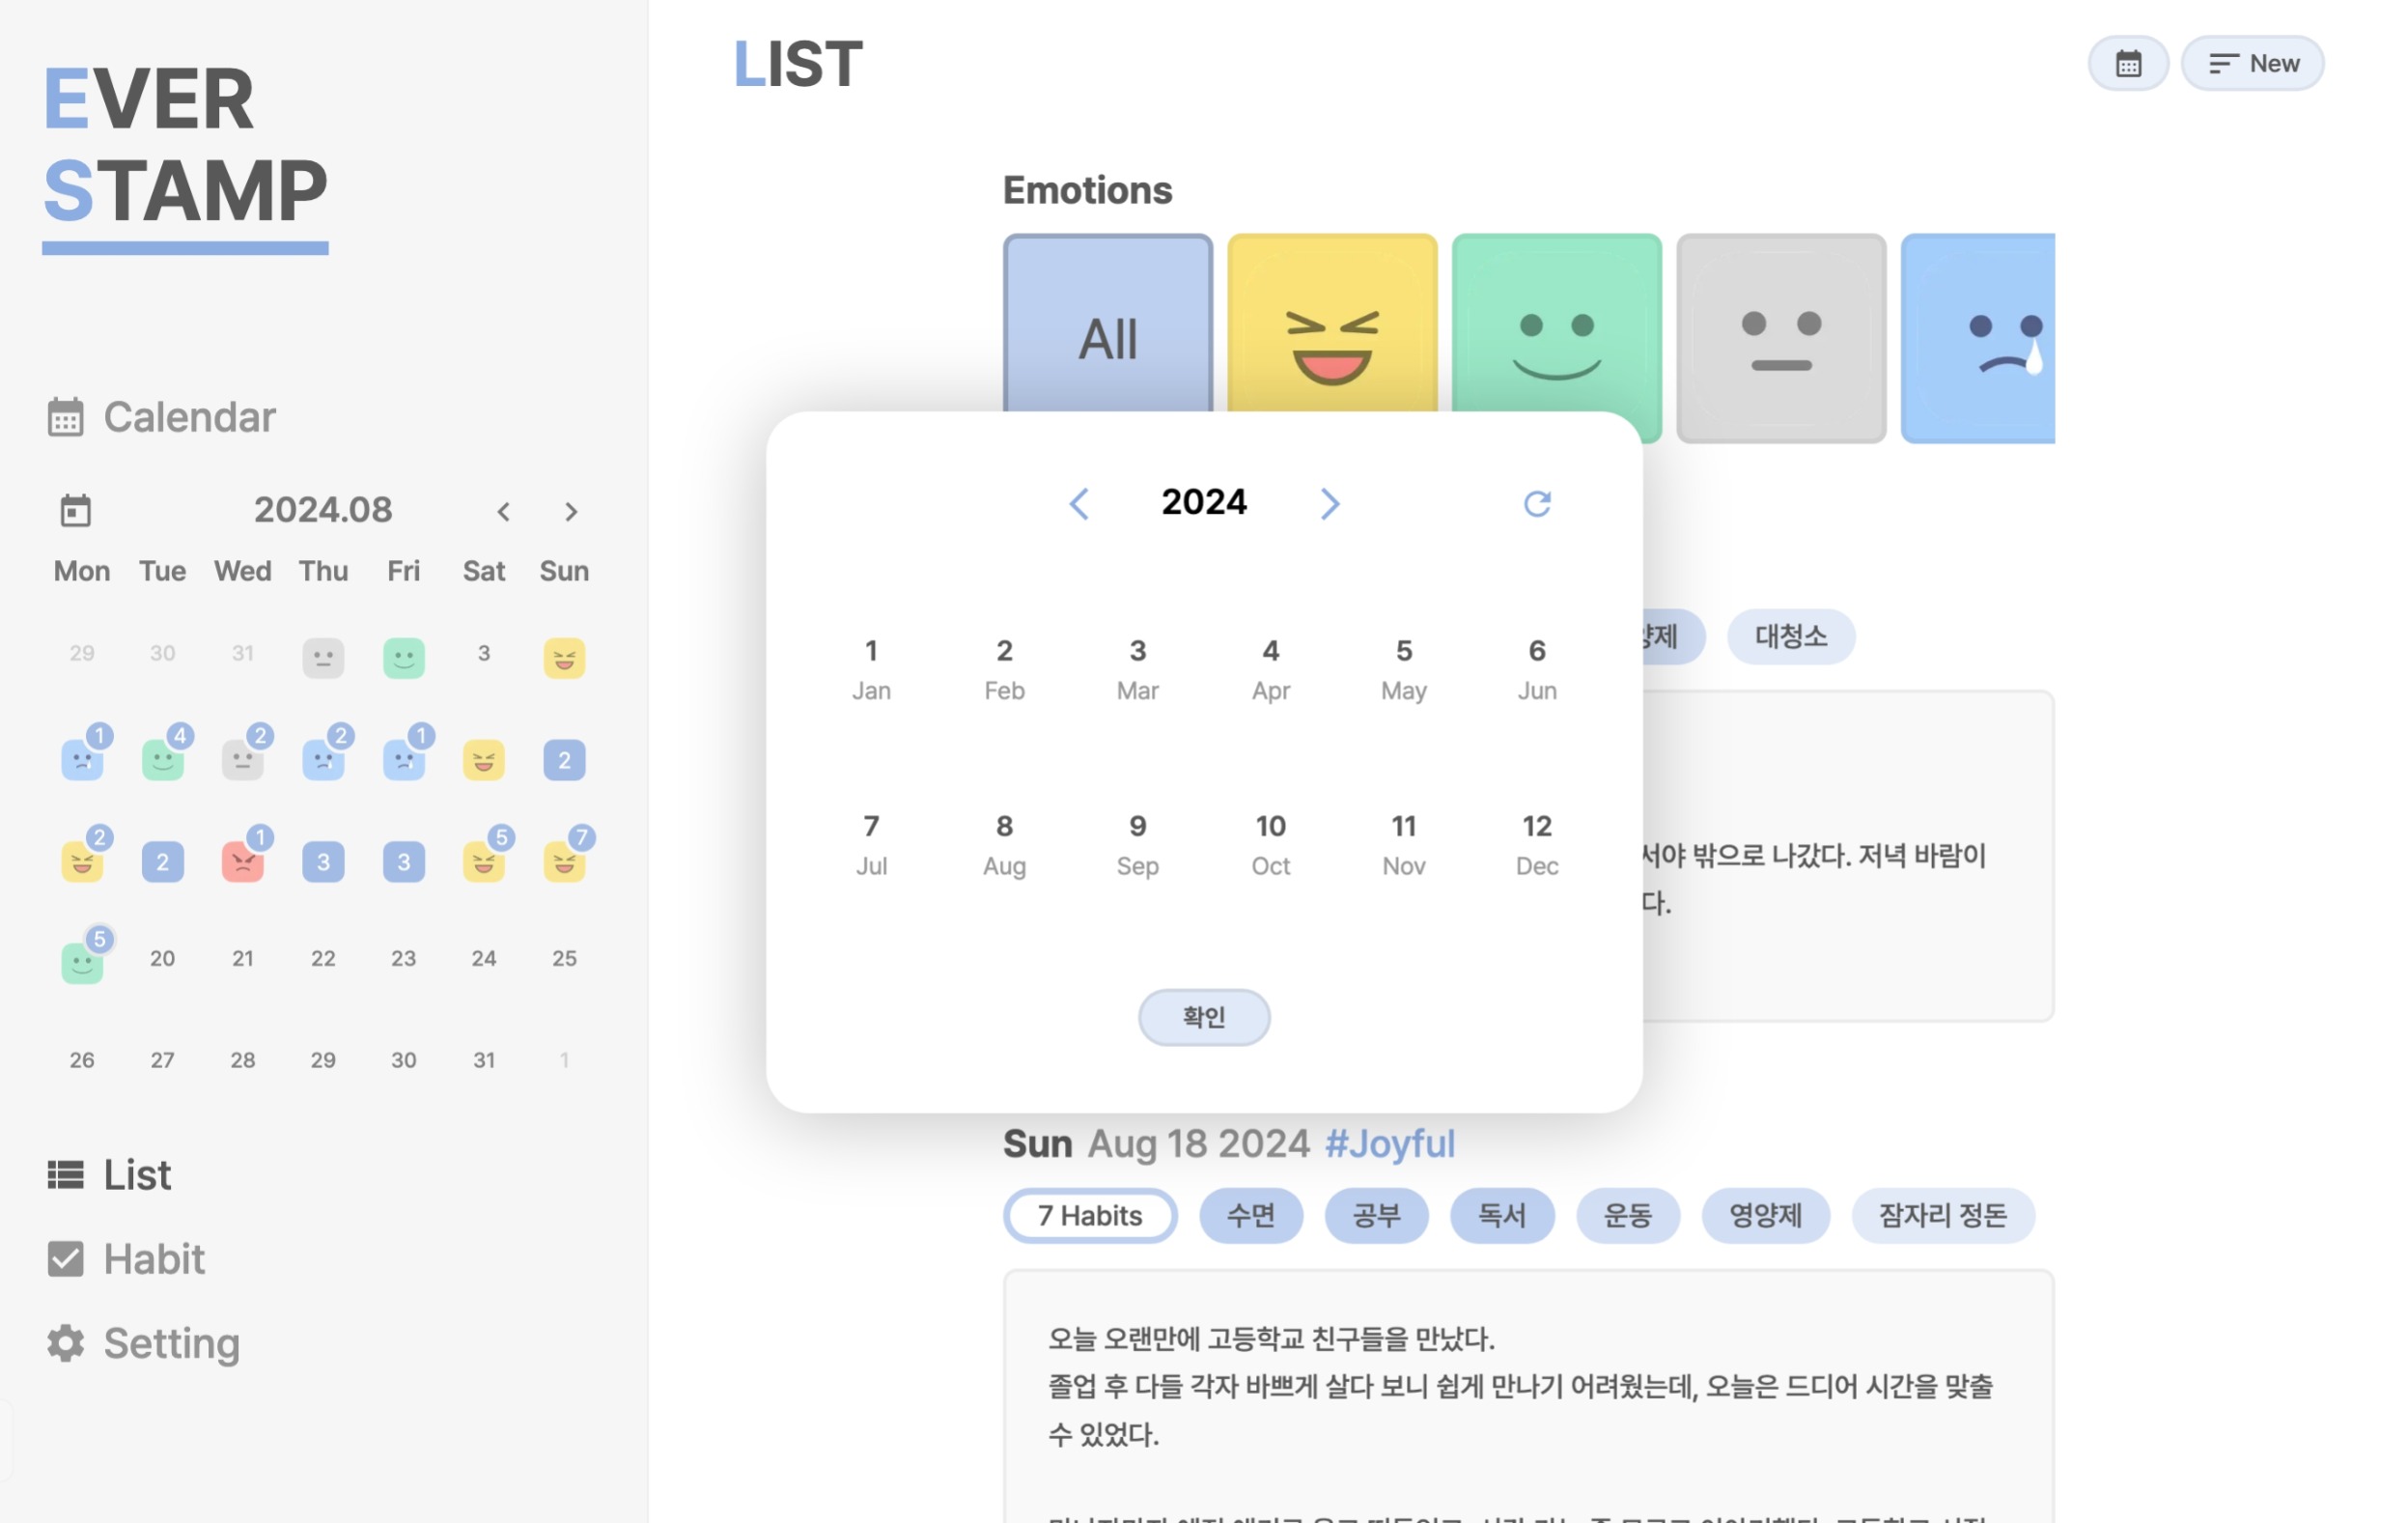 EVER
STAMP
Calendar
2024.08
Mon Tue Wed Thu Fri Sat Sun
29 30 31 3
1 4 2 2 1 2
2 2 1 3 3 5 7
5 20 21 22 23 24 25
26 27 28 29 30 31 1
List
Habit
Setting
LIST
New
Emotions
All
2024
1 2 3 4 5 6
Jan Feb Mar Apr May Jun
7 8 9 10 11 12
Jul Aug Sep Oct Nov Dec
확인
대청소
서야 밖으로 나갔다. 저녁 바람이
다.
Sun Aug 18 2024 #Joyful
7 Habits 수면 공부 독서 운동 영양제 잠자리 정돈
오늘 오랜만에 고등학교 친구들을 만났다.
졸업 후 다들 각자 바쁘게 살다 보니 쉽게 만나기 어려웠는데, 오늘은 드디어 시간을 맞출
수 있었다.